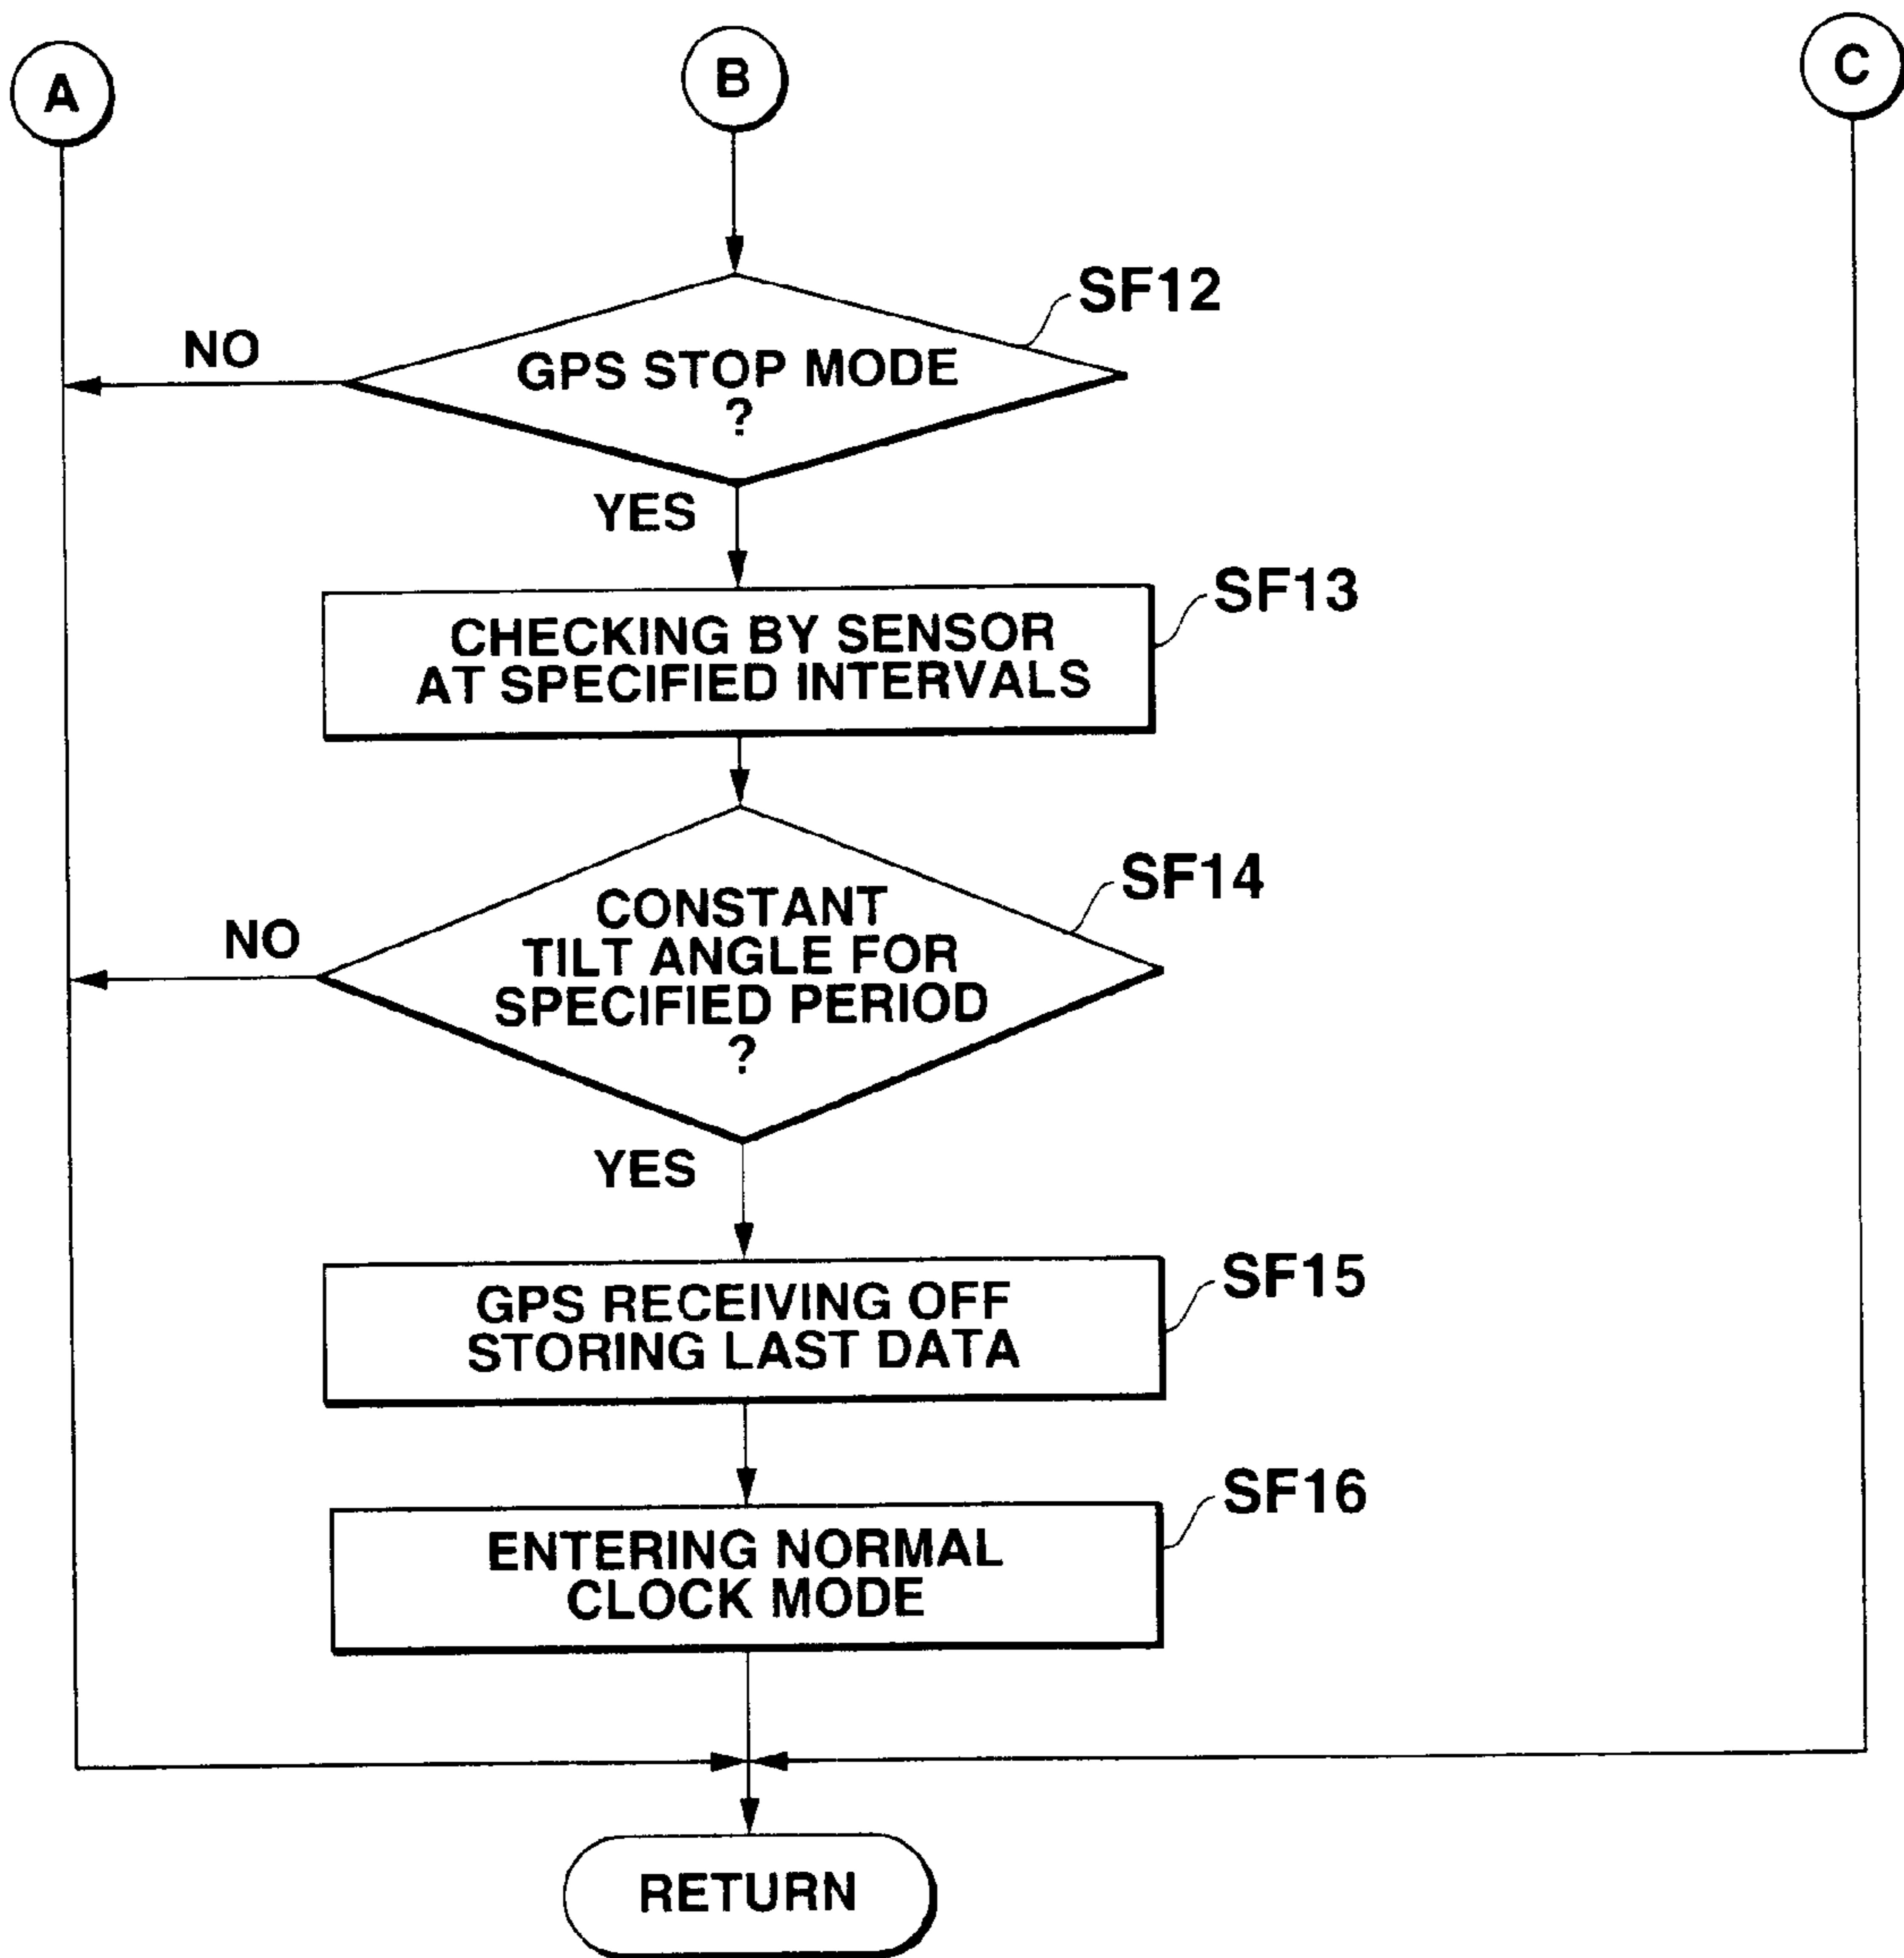 A
B
C
SF12
NO
GPS STOP MODE
?
YES
SF13
CHECKING BY SENSOR
AT SPECIFIED INTERVALS
SF14
CONSTANT
NO
TILT ANGLE FOR
SPECIFIED PERIOD
?
YES
SF15
GPS RECEIVING OFF
STORING LAST DATA
SF16
ENTERING NORMAL
CLOCK MODE
RETURN